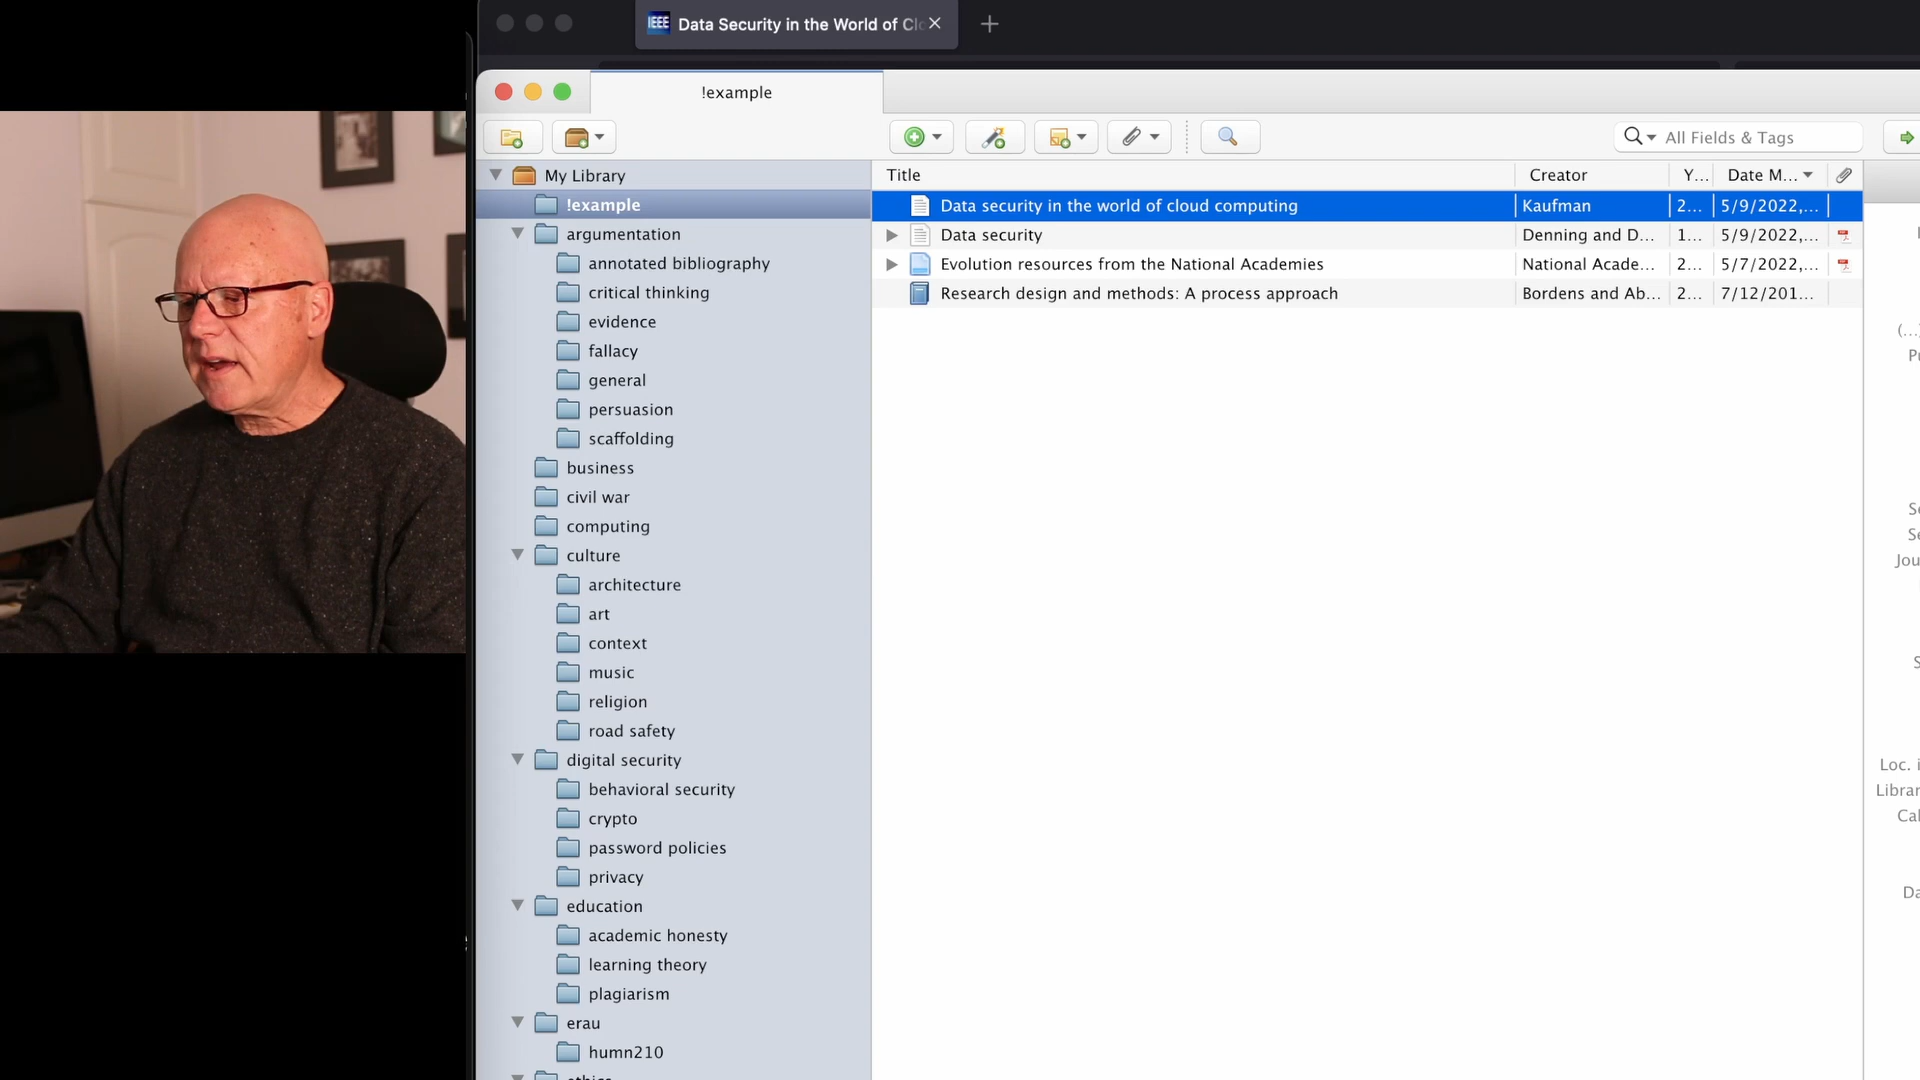 IEEE Data Security in the World of Cl
!example
All Fields & Tags
My Library
!example
argumentation
annotated bibliography
critical thinking
evidence
fallacy
general
persuasion
scaffolding
business
civil war
computing
culture
architecture
art
context
music
religion
road safety
digital security
behavioral security
crypto
password policies
privacy
education
academic honesty
learning theory
plagiarism
erau
humn210
Title Creator Y... Date M...
Data security in the world of cloud computing Kaufman 2... 5/9/2022,...
Data security Denning and D... 1... 5/9/2022,...
Evolution resources from the National Academies National Acade... 2... 5/7/2022,...
Research design and methods: A process approach Bordens and Ab... 2... 7/12/201...
(...)
Jou
Loc. i
Librar
Cal
Da